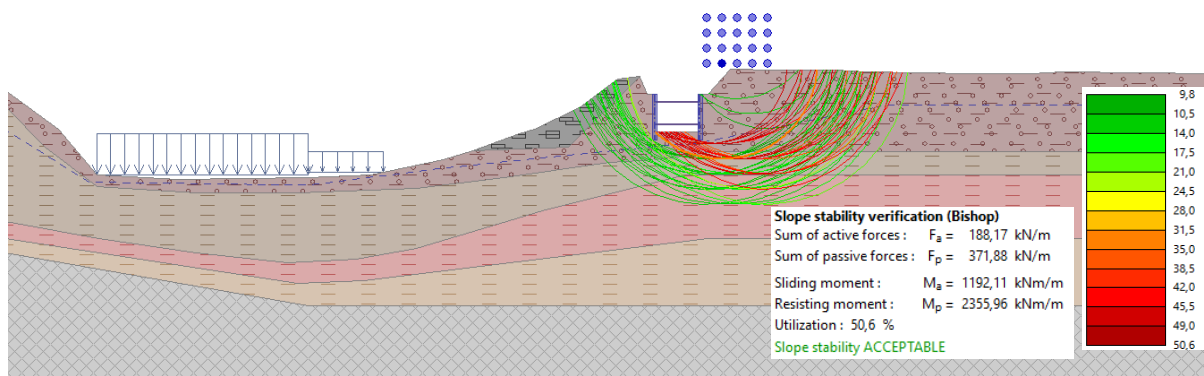 Slope stability verification (Bishop)
Sum of active forces : Fa = 188,17 kN/m
Sum of passive forces : Fp = 371,88 kN/m
Sliding moment : Ma = 1192,11 kNm/m
Resisting moment : Mp = 2355,96 kNm/m
Utilization : 50,6 %
Slope stability ACCEPTABLE
9,8
10,5
14,0
17,5
21,0
24,5
28,0
31,5
35,0
38,5
42,0
45,5
49,0
50,6